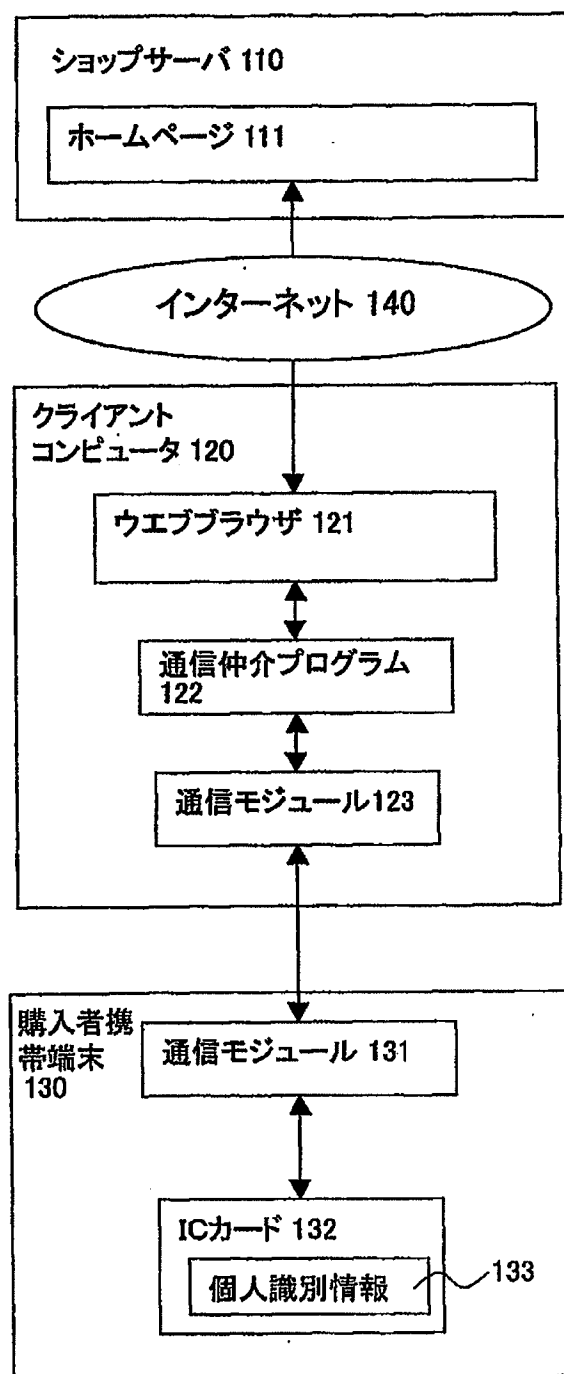 ショップサーバ 110
ホームページ 111
インターネット 140
クライアント
コンピュータ 120
ウエブブラウザ 121
通信仲介プログラム
122
通信モジュール123
購入者携
帯端末
130
通信モジュール 131
ICカード 132
個人識別情報
133